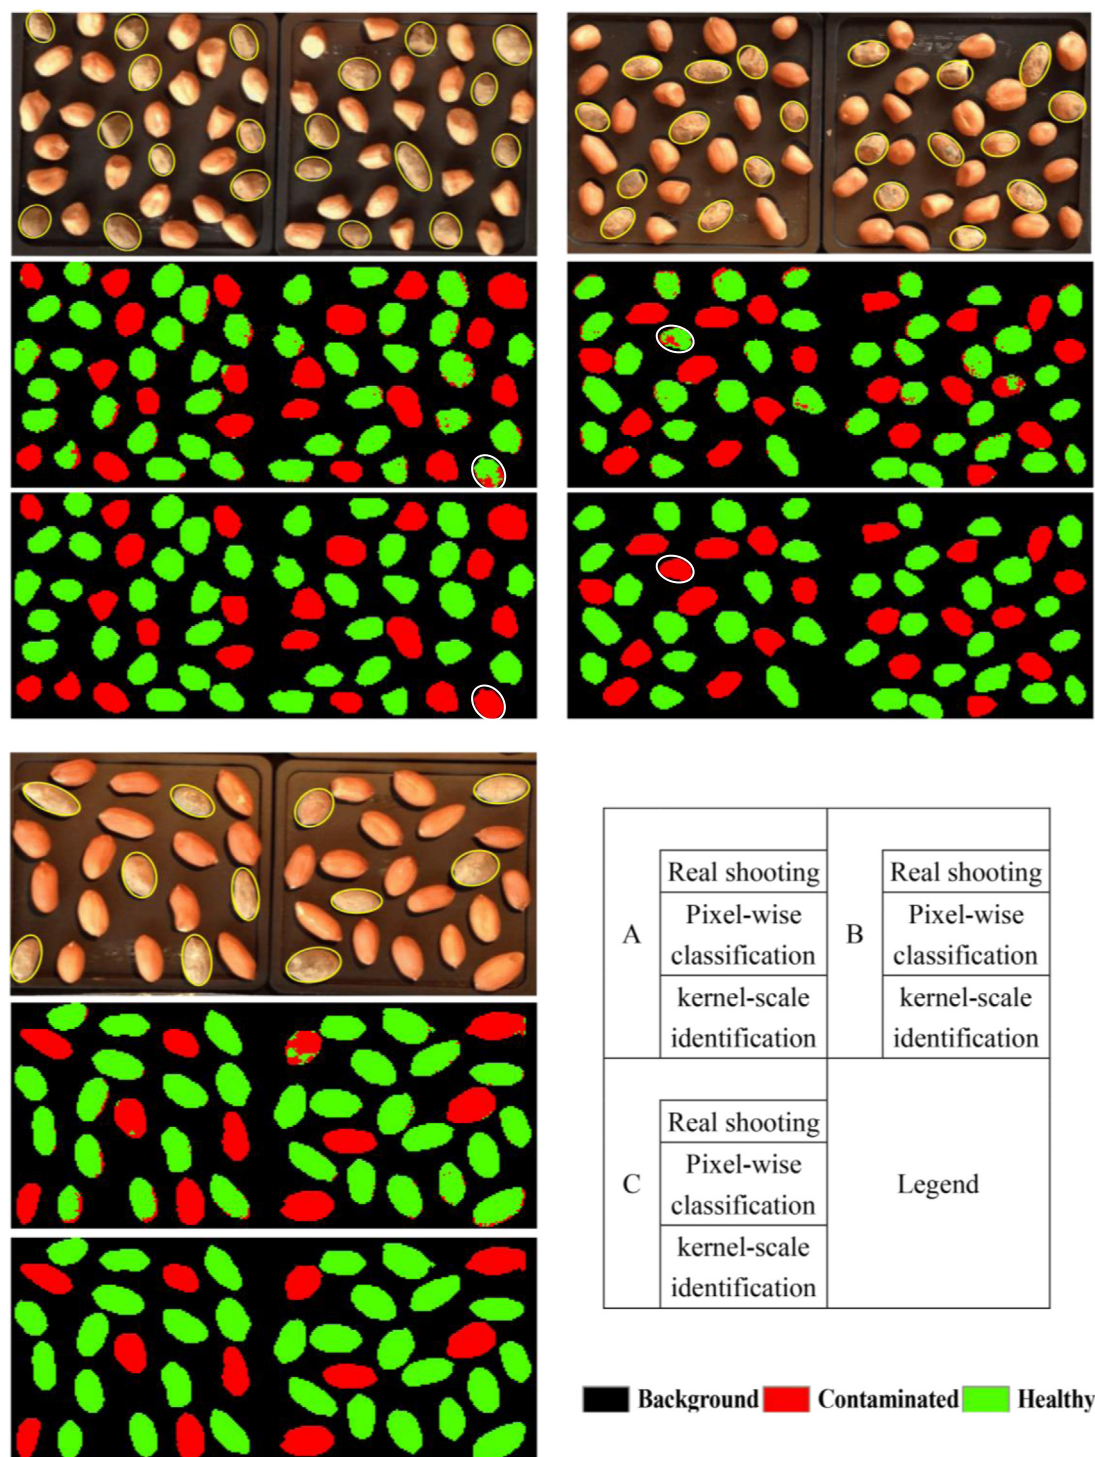 Real shooting
Pixel-wise
classification
kernel-scale
identification
A
Real shooting
Pixel-wise
classification
kernel-scale
identification
B
Real shooting
Pixel-wise
classification
kernel-scale
identification
C
Legend
Background Contaminated Healthy